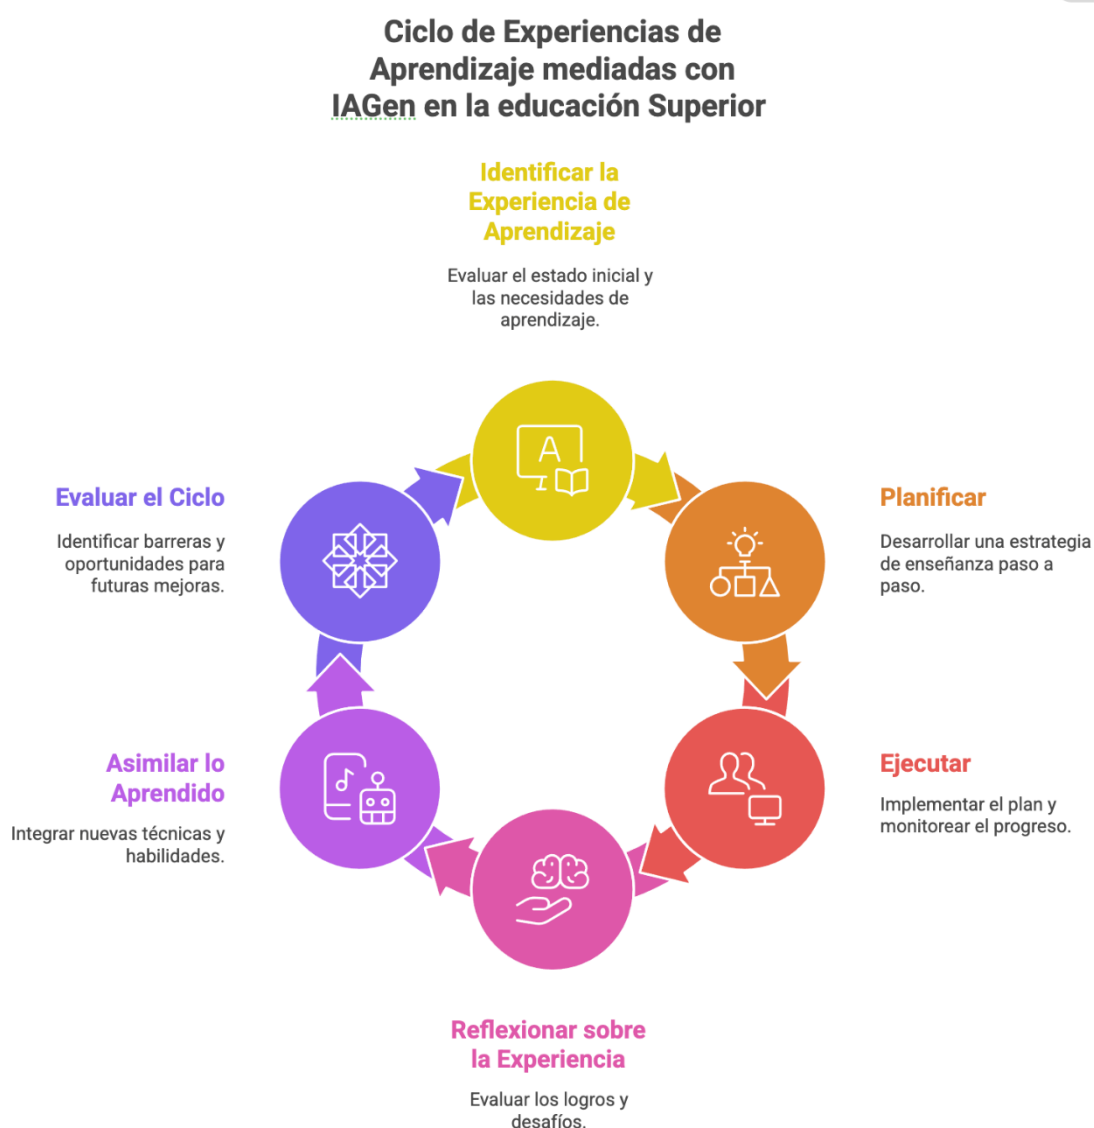 Ciclo de Experiencias de
Aprendizaje mediadas con
IAGen en la educación Superior
Identificar la
Experiencia de
Aprendizaje
Evaluar el estado inicial y
las necesidades de
aprendizaje.
A
Evaluar el Ciclo
Identificar barreras y
oportunidades para
futuras mejoras.
Planificar
Desarrollar una estrategia
de enseñanza paso a
paso.
Asimilar lo
Aprendido
Integrar nuevas técnicas y
habilidades.
Ejecutar
Implementar el plan y
monitorear el progreso.
Reflexionar sobre
la Experiencia
Evaluar los logros y
desafíos.